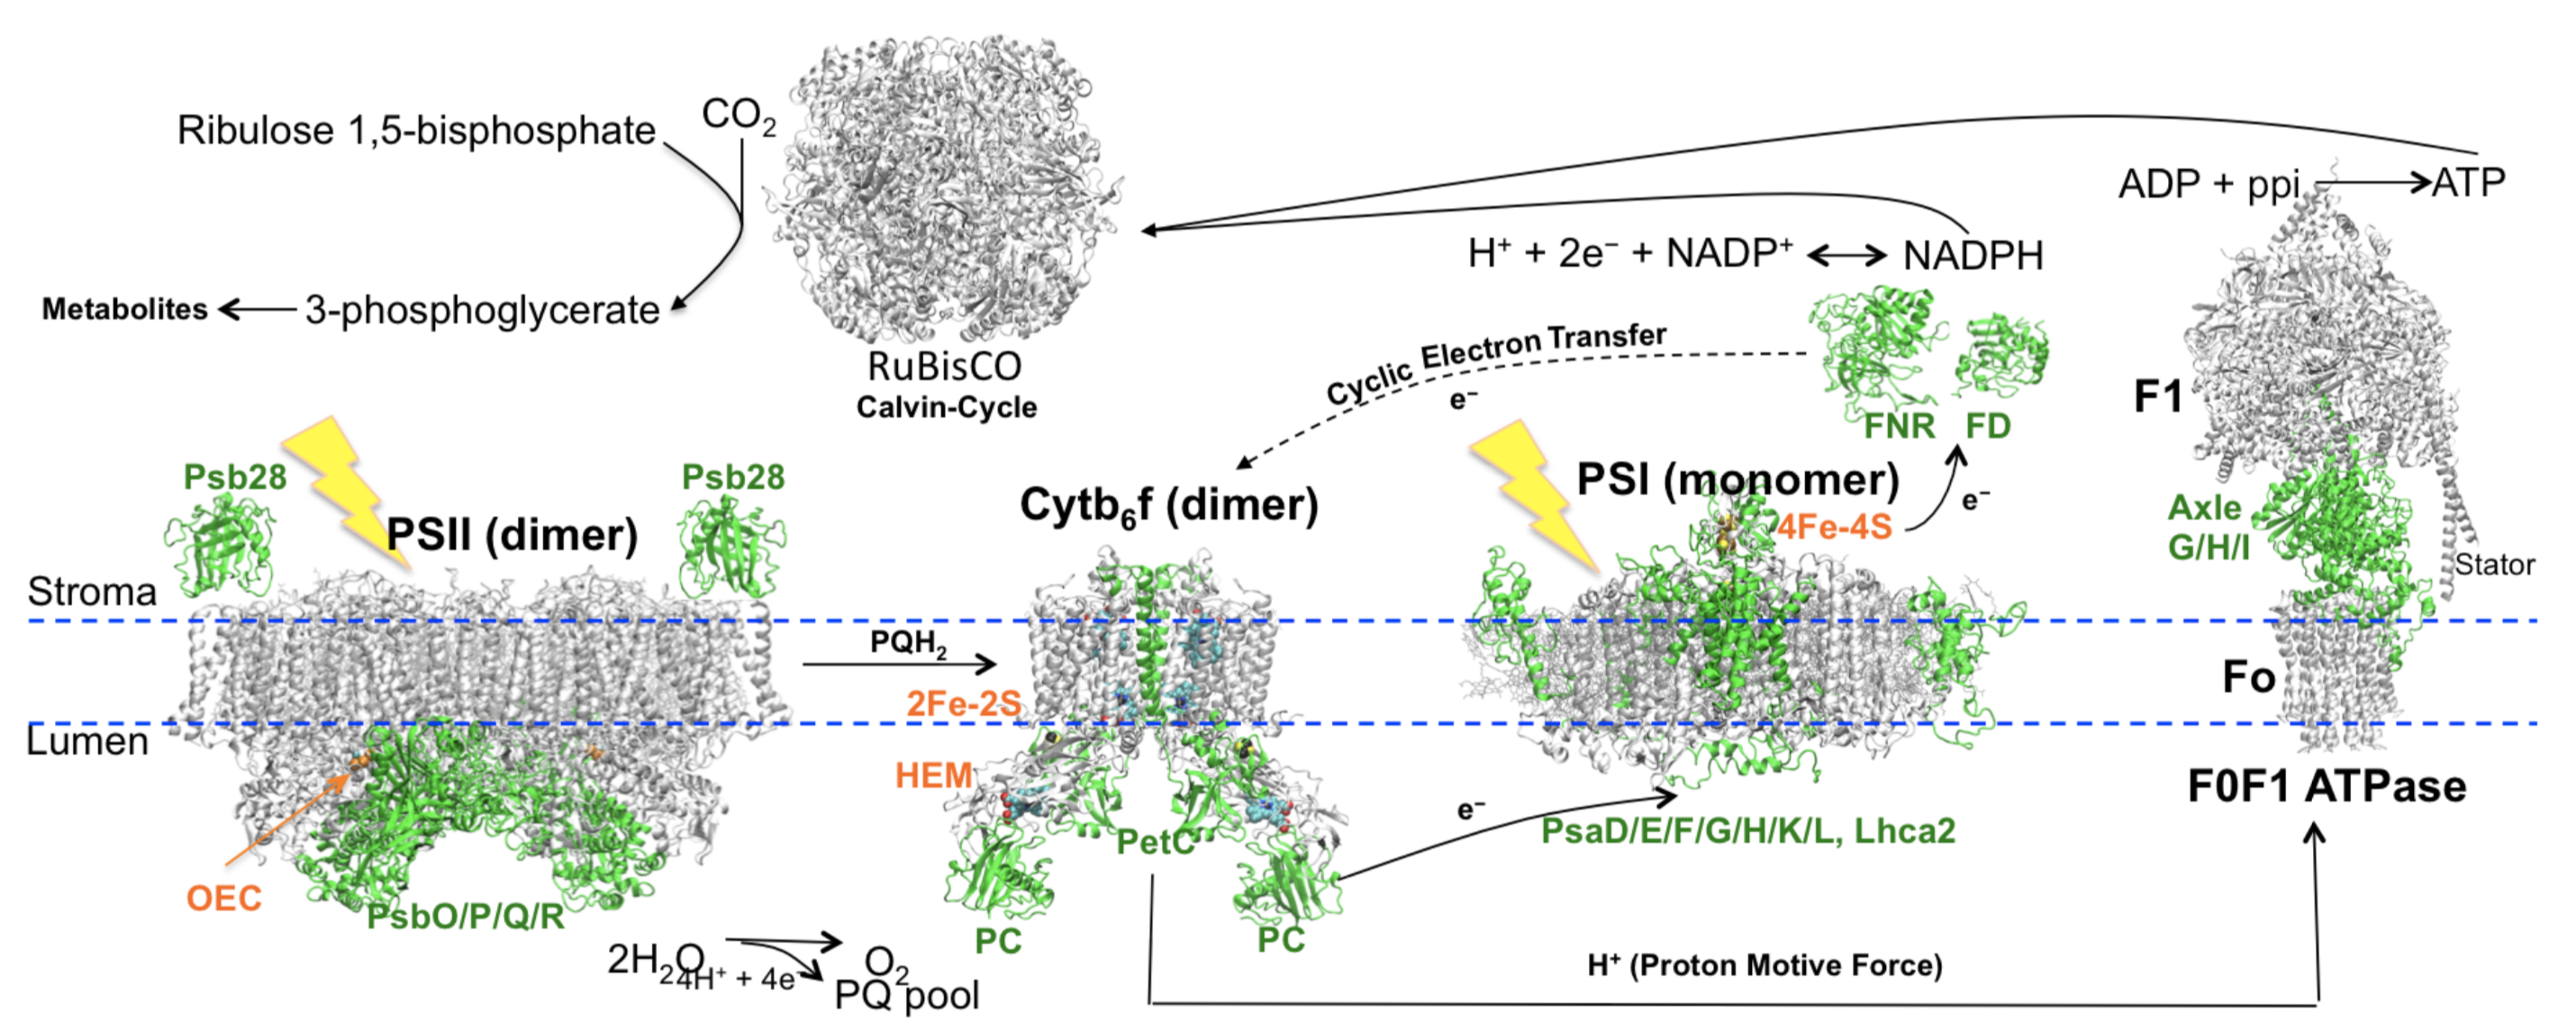 Ribulose 1,5-bisphosphate
CO₂
Metabolites
3-phosphoglycerate
RuBisCO
Calvin-Cycle
ADP + ppi
ATP
H⁺ + 2e⁻ + NADP⁺
NADPH
Cyclic Electron Transfer
e⁻
FNR
FD
F1
Psb28
PSII (dimer)
Psb28
Cytb₆f (dimer)
PSI (monomer)
4Fe-4S
e⁻
Axle
G/H/I
Stator
Stroma
PQH₂
2Fe-2S
Fo
Lumen
HEM
F0F1 ATPase
OEC
PsbO/P/Q/R
PetC
e⁻
PsaD/E/F/G/H/K/L, Lhca2
PC
PC
2H₂O
4H⁺ + 4e⁻
O₂
PQ pool
H⁺ (Proton Motive Force)